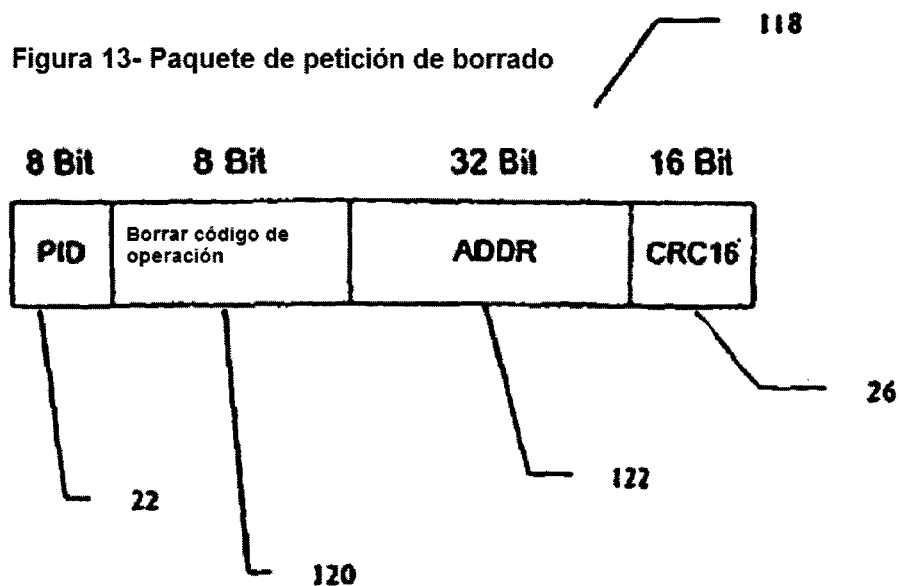 118
Figura 13- Paquete de petición de borrado
8 Bit 8 Bit 32 Bit 16 Bit
PID Borrar código de operación ADDR CRC16
26
122
22
120